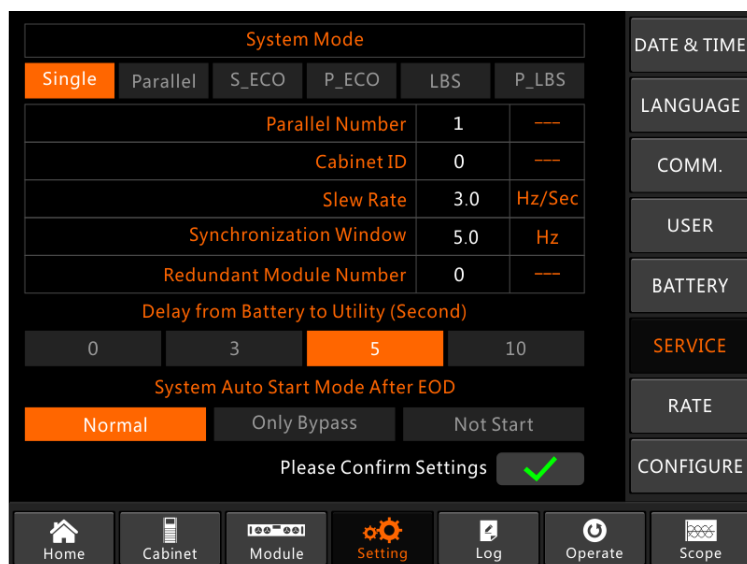 System Mode
Single Parallel S_ECO P_ECO LBS P_LBS
Parallel Number 1 ---
Cabinet ID 0 ---
Slew Rate 3.0 Hz/Sec
Synchronization Window 5.0 Hz
Redundant Module Number 0 ---
Delay from Battery to Utility (Second)
0 3 5 10
System Auto Start Mode After EOD
Normal Only Bypass Not Start
Please Confirm Settings
DATE & TIME
LANGUAGE
COMM.
USER
BATTERY
SERVICE
RATE
CONFIGURE
Home Cabinet Module Setting Log Operate Scope